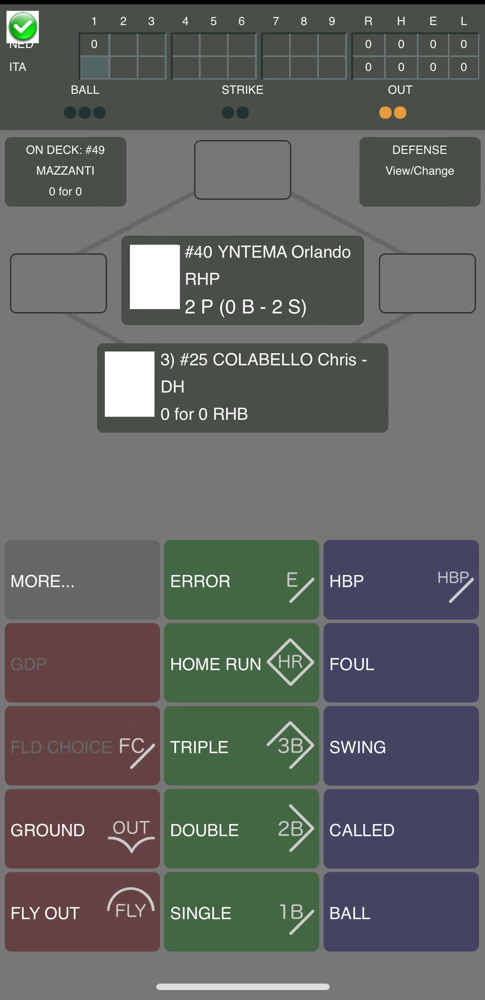 1 2 3 4 5 6 7 8 9 R H E L
NED 0 0 0 0 0
ITA 0 0 0 0
BALL STRIKE OUT
ON DECK: #49
MAZZANTI
0 for 0
DEFENSE
View/Change
#40 YNTEMA Orlando
RHP
2 P (0 B - 2 S)
3) #25 COLABELLO Chris -
DH
0 for 0 RHB
MORE...
ERROR E
HBP HBP
GDP
HOME RUN HR
FOUL
FLD CHOICE FC
TRIPLE 3B
SWING
GROUND OUT
DOUBLE 2B
CALLED
FLY OUT FLY
SINGLE 1B
BALL